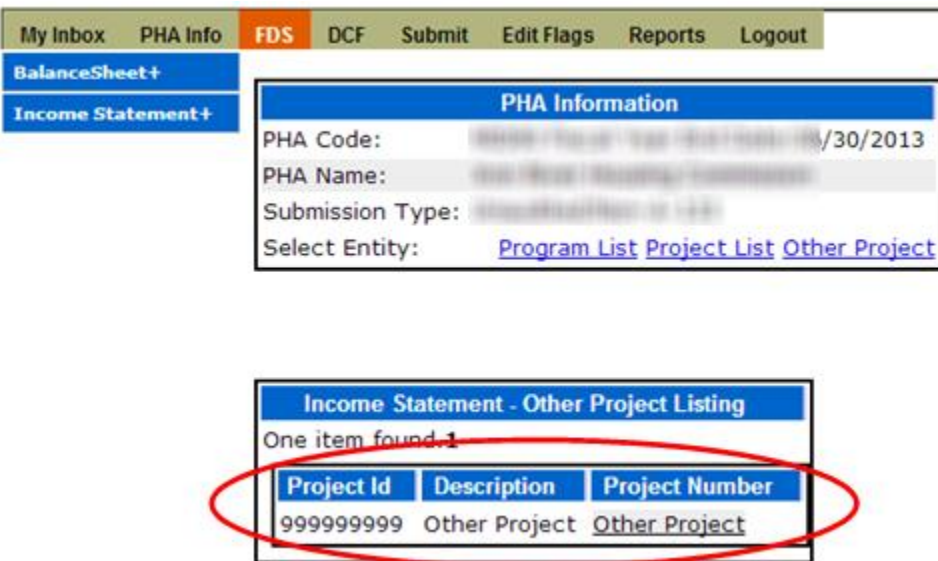 My Inbox PHA Info FDS DCF Submit Edit Flags Reports Logout
BalanceSheet+
Income Statement+
PHA Information
PHA Code: /30/2013
PHA Name:
Submission Type:
Select Entity: Program List Project List Other Project
Income Statement - Other Project Listing
One item found.1
Project Id Description Project Number
999999999 Other Project Other Project